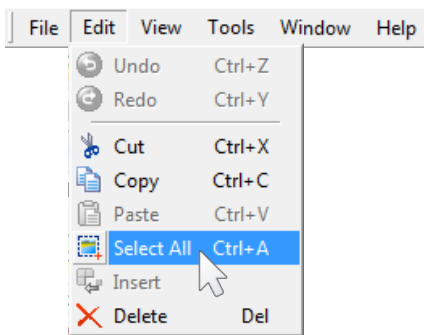 File Edit View Tools Window Help
Undo Ctrl+Z
Redo Ctrl+Y
Cut Ctrl+X
Copy Ctrl+C
Paste Ctrl+V
Select All Ctrl+A
Insert
Delete Del